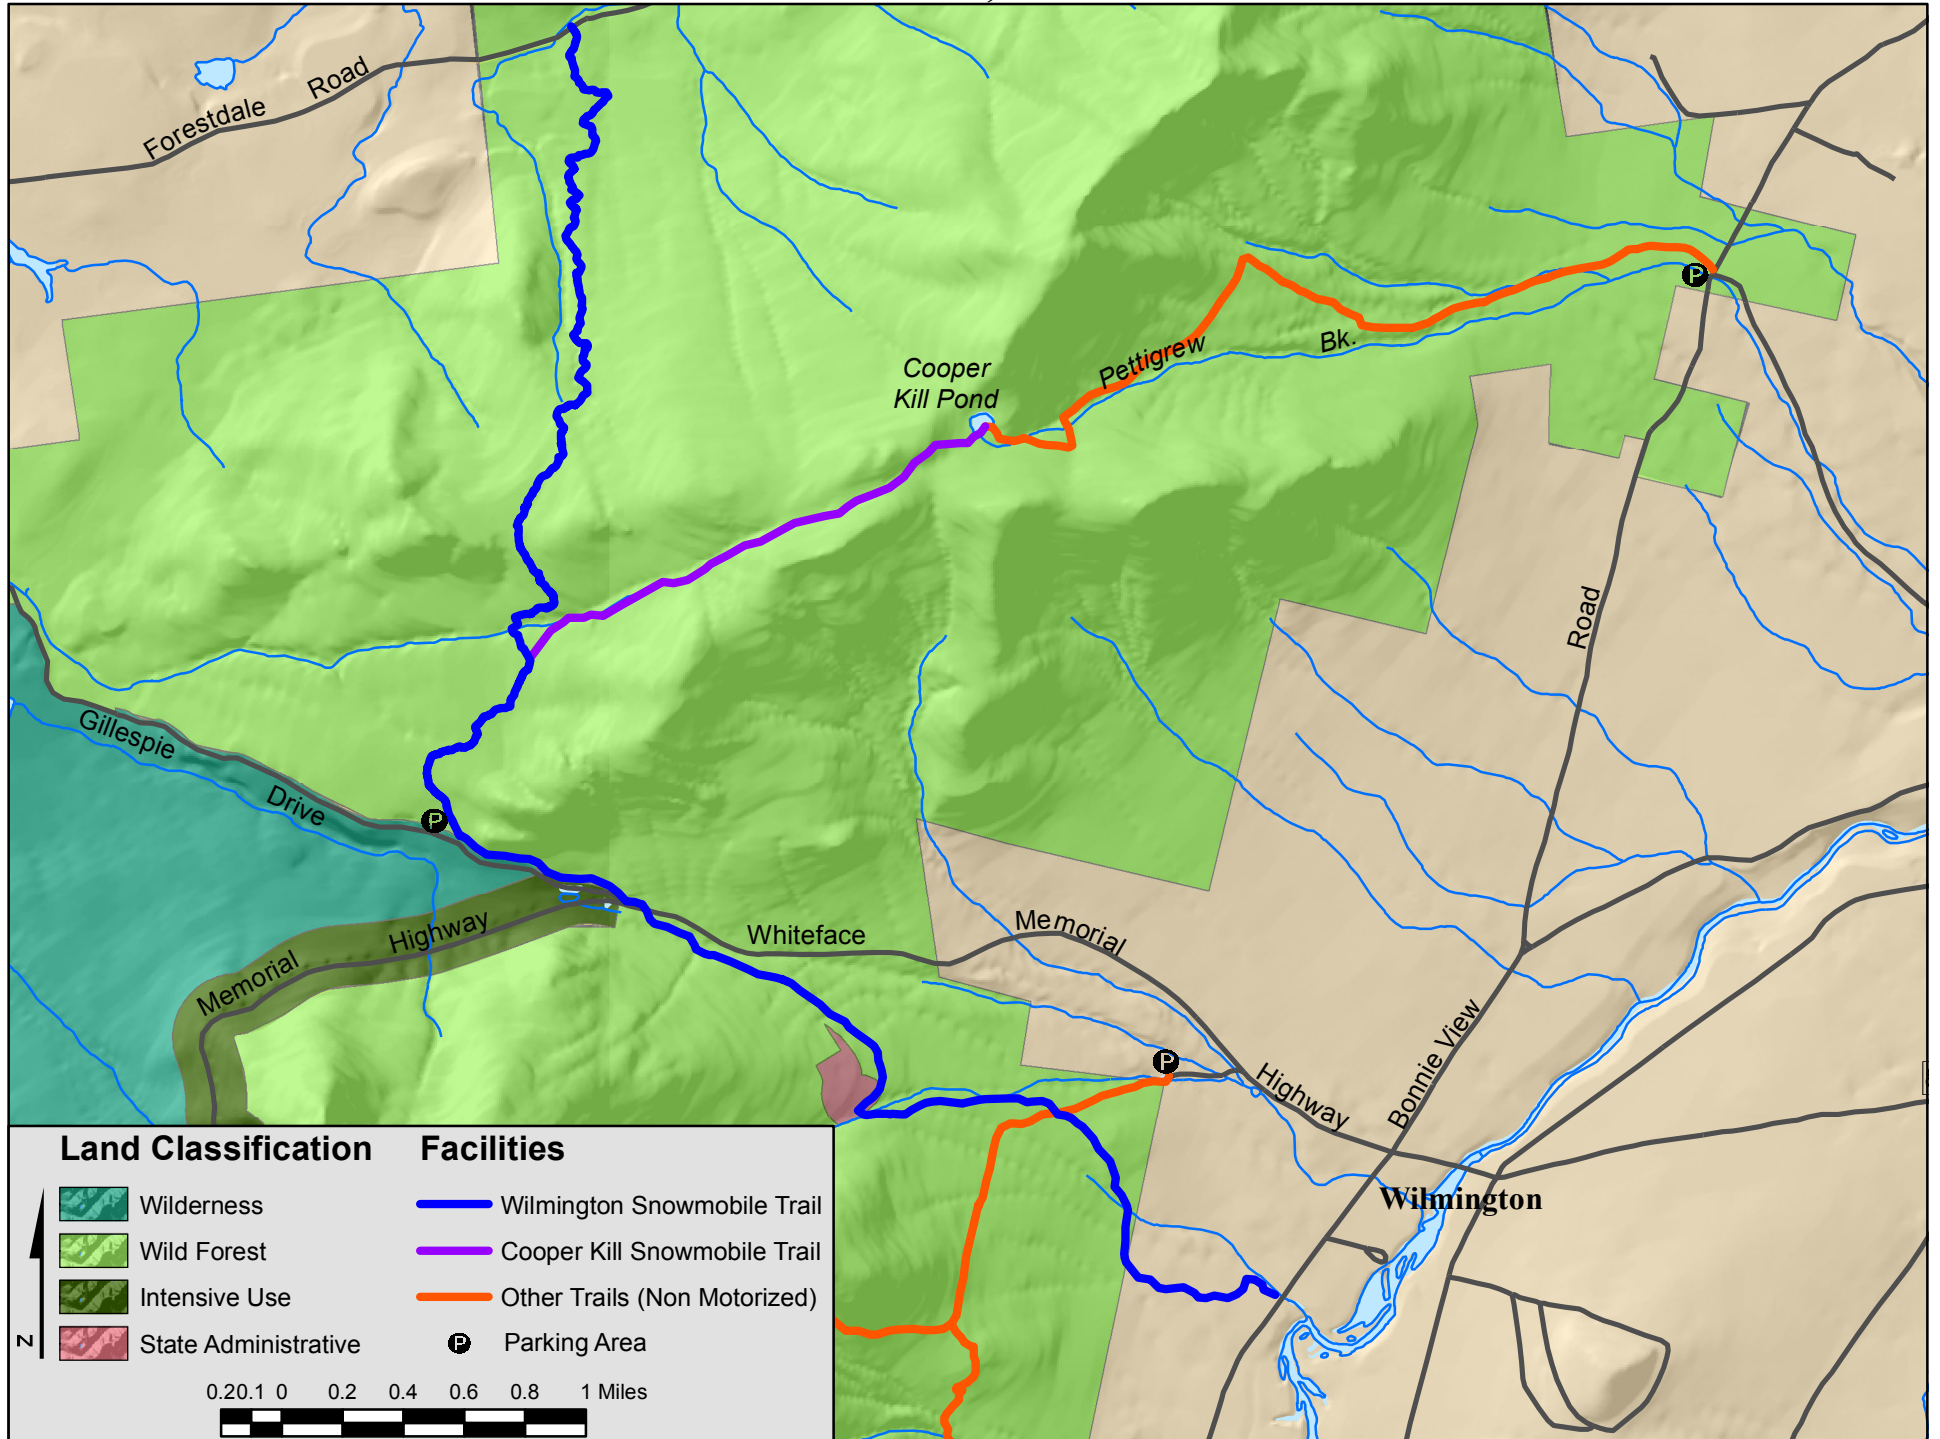 Forestdale Road
Cooper
Kill Pond
Pettigrew Bk.
P
Road
Gillespie Drive
P
Memorial Highway
Whiteface Memorial Highway
P
Bonnie View
Wilmington
Land Classification
Wilderness
Wild Forest
Intensive Use
State Administrative
Facilities
Wilmington Snowmobile Trail
Cooper Kill Snowmobile Trail
Other Trails (Non Motorized)
P Parking Area
N
0.20.1 0 0.2 0.4 0.6 0.8 1 Miles